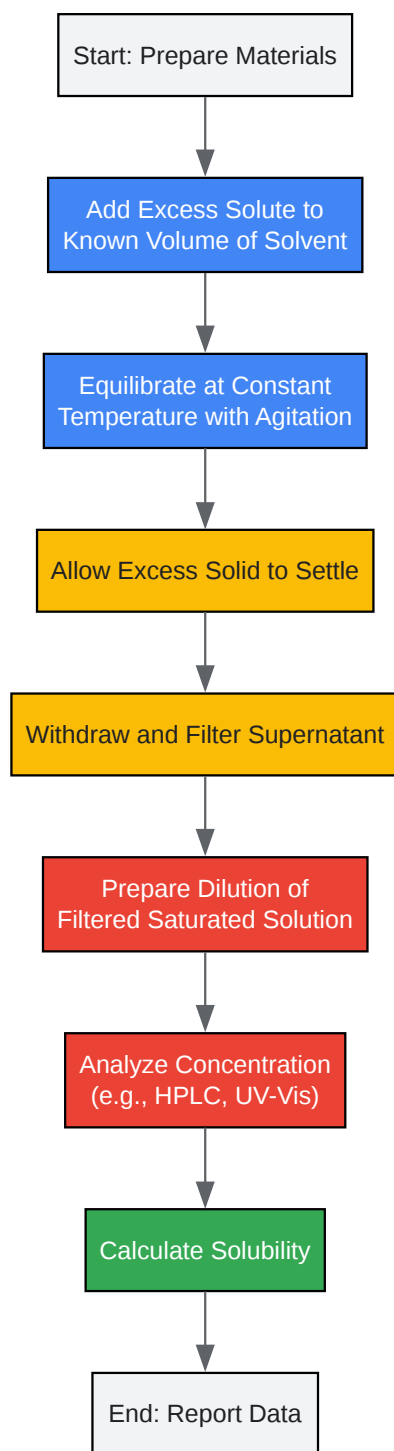 Start: Prepare Materials
Add Excess Solute to
Known Volume of Solvent
Equilibrate at Constant
Temperature with Agitation
Allow Excess Solid to Settle
Withdraw and Filter Supernatant
Prepare Dilution of
Filtered Saturated Solution
Analyze Concentration
(e.g., HPLC, UV-Vis)
Calculate Solubility
End: Report Data